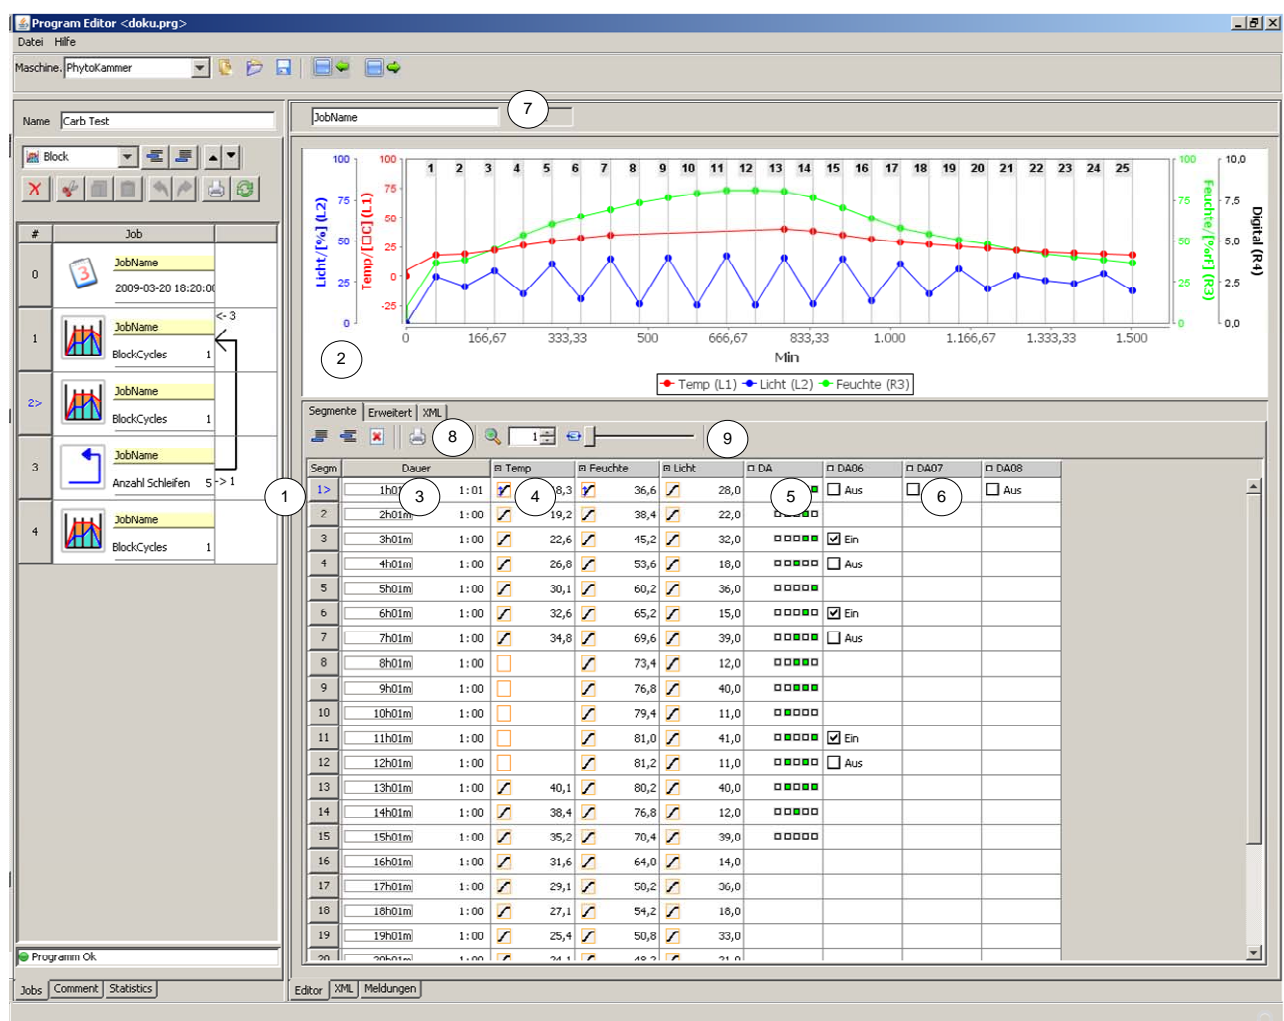 Program Editor <doku.prg>
Datei Hilfe
Maschine. PhytoKammer
Name Carb Test
JobName 7
Block
# Job
0 JobName
2009-03-20 18:20:00
<- 3
1 JobName
BlockCycles 1
2> JobName
BlockCycles 1
3 JobName
Anzahl Schleifen 5 -> 1
4 JobName
BlockCycles 1
Programm Ok
Jobs Comment Statistics
1 2 3 4 5 6 7 8 9 10 11 12 13 14 15 16 17 18 19 20 21 22 23 24 25
Licht/[%] (L2)
100 75 50 25 0
Temp/[□C] (L1)
100 75 50 25 0 -25
Feuchte/[%rF] (R3)
100 75 50 25 0
Digital (R4)
10,0 7,5 5,0 2,5 0,0
0 166,67 333,33 500 666,67 833,33 1.000 1.166,67 1.333,33 1.500
Min
2
Temp (L1) Licht (L2) Feuchte (R3)
Segmente Erweitert XML
8 1 9
Segm Dauer Temp Feuchte Licht DA DA06 DA07 DA08
1 3 4 5 6
1> 1:01 8,3 36,6 28,0 Aus Aus
2 2h01m 1:00 19,2 38,4 22,0
3 3h01m 1:00 22,6 45,2 32,0 Ein
4 4h01m 1:00 26,8 53,6 18,0 Aus
5 5h01m 1:00 30,1 60,2 36,0
6 6h01m 1:00 32,6 65,2 15,0 Ein
7 7h01m 1:00 34,8 69,6 39,0 Aus
8 8h01m 1:00 73,4 12,0
9 9h01m 1:00 76,8 40,0
10 10h01m 1:00 79,4 11,0
11 11h01m 1:00 81,0 41,0 Ein
12 12h01m 1:00 81,2 11,0 Aus
13 13h01m 1:00 40,1 80,2 40,0
14 14h01m 1:00 38,4 76,8 12,0
15 15h01m 1:00 35,2 70,4 39,0
16 16h01m 1:00 31,6 64,0 14,0
17 17h01m 1:00 29,1 50,2 36,0
18 18h01m 1:00 27,1 54,2 18,0
19 19h01m 1:00 25,4 50,8 33,0
Editor XML Meldungen